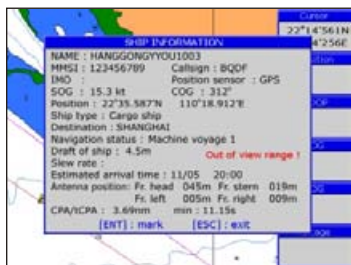 Cursor
22°14'561N
4'256E
SHIP INFORMATION
NAME : HANGGONGYYOU1003
MMSI : 123456789 Callsign : BQDF
IMO : Position sensor : GPS
SOG : 15.3 kt COG : 312°
Position : 22°35.587'N 110°18.912'E
Ship type : Cargo ship
Destination : SHANGHAI
Navigation status : Machine voyage 1
Draft of ship : 4.5m
Out of view range !
Slew rate :
Estimated arrival time : 11/05 20:00
Antenna position: Fr. head 045m Fr. stern 019m
Fr. left 005m Fr. right 009m
CPA/tCPA : 3.69nm min : 11.15s
[ENT] : mark [ESC] : exit